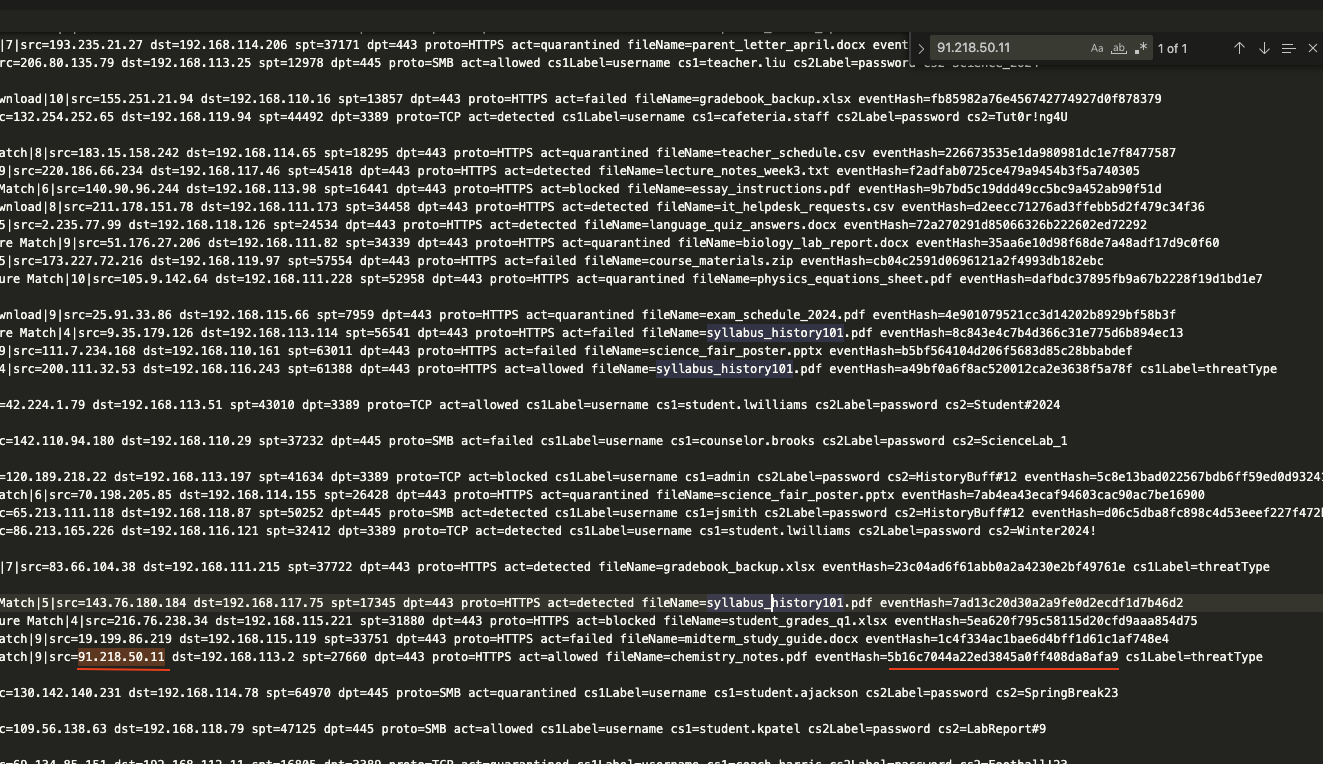 |7|src=193.235.21.27 dst=192.168.114.206 spt=37171 dpt=443 proto=HTTPS act=quarantined fileName=parent_letter_april.docx event
91.218.50.11 Aa ab 1 of 1
rc=206.80.135.79 dst=192.168.113.25 spt=12978 dpt=445 proto=SMB act=allowed cs1Label=username cs1=teacher.liu cs2Label=password
wnload|10|src=155.251.21.94 dst=192.168.110.16 spt=13857 dpt=443 proto=HTTPS act=failed fileName=gradebook_backup.xlsx eventHash=fb85982a76e456742774927d0f878379
c=132.254.252.65 dst=192.168.119.94 spt=44492 dpt=3389 proto=TCP act=detected cs1Label=username cs1=cafeteria.staff cs2Label=password cs2=Tut0r!ng4U
atch|8|src=183.15.158.242 dst=192.168.114.65 spt=18295 dpt=443 proto=HTTPS act=quarantined fileName=teacher_schedule.csv eventHash=226673535e1da980981dc1e7f8477587
9|src=220.186.66.234 dst=192.168.117.46 spt=45418 dpt=443 proto=HTTPS act=detected fileName=lecture_notes_week3.txt eventHash=f2adfab0725ce479a9454b3f5a740305
Match|6|src=140.90.96.244 dst=192.168.113.98 spt=16441 dpt=443 proto=HTTPS act=blocked fileName=essay_instructions.pdf eventHash=9b7bd5c19ddd49cc5bc9a452ab90f51d
wnload|8|src=211.178.151.78 dst=192.168.111.173 spt=34458 dpt=443 proto=HTTPS act=detected fileName=it_helpdesk_requests.csv eventHash=d2eecc71276ad3ffebb5d2f479c34f36
5|src=2.235.77.99 dst=192.168.118.126 spt=24534 dpt=443 proto=HTTPS act=detected fileName=language_quiz_answers.docx eventHash=72a270291d85066326b222602ed72292
re Match|9|src=51.176.27.206 dst=192.168.111.82 spt=34339 dpt=443 proto=HTTPS act=quarantined fileName=biology_lab_report.docx eventHash=35aa6e10d98f68de7a48adf17d9c0f60
5|src=173.227.72.216 dst=192.168.119.97 spt=57554 dpt=443 proto=HTTPS act=failed fileName=course_materials.zip eventHash=cb04c2591d0696121a2f4993db182ebc
ure Match|10|src=105.9.142.64 dst=192.168.111.228 spt=52958 dpt=443 proto=HTTPS act=quarantined fileName=physics_equations_sheet.pdf eventHash=dafbdc37895fb9a67b2228f19d1bd1e7
wnload|9|src=25.91.33.86 dst=192.168.115.66 spt=7959 dpt=443 proto=HTTPS act=quarantined fileName=exam_schedule_2024.pdf eventHash=4e901079521cc3d14202b8929bf58b3f
re Match|4|src=9.35.179.126 dst=192.168.113.114 spt=56541 dpt=443 proto=HTTPS act=failed fileName=syllabus_history101.pdf eventHash=8c843e4c7b4d366c31e775d6b894ec13
9|src=111.7.234.168 dst=192.168.110.161 spt=63011 dpt=443 proto=HTTPS act=failed fileName=science_fair_poster.pptx eventHash=b5bf564104d206f5683d85c28bbabdef
4|src=200.111.32.53 dst=192.168.116.243 spt=61388 dpt=443 proto=HTTPS act=allowed fileName=syllabus_history101.pdf eventHash=a49bf0a6f8ac520012ca2e3638f5a78f cs1Label=threatType
=42.224.1.79 dst=192.168.113.51 spt=43010 dpt=3389 proto=TCP act=allowed cs1Label=username cs1=student.lwilliams cs2Label=password cs2=Student#2024
c=142.110.94.180 dst=192.168.110.29 spt=37232 dpt=445 proto=SMB act=failed cs1Label=username cs1=counselor.brooks cs2Label=password cs2=ScienceLab_1
=120.189.218.22 dst=192.168.113.197 spt=41634 dpt=3389 proto=TCP act=blocked cs1Label=username cs1=admin cs2Label=password cs2=HistoryBuff#12 eventHash=5c8e13bad022567bdb6ff59ed0d9324
atch|6|src=70.198.205.85 dst=192.168.114.155 spt=26428 dpt=443 proto=HTTPS act=quarantined fileName=science_fair_poster.pptx eventHash=7ab4ea43ecaf94603cac90ac7be16900
c=65.213.111.118 dst=192.168.118.87 spt=50252 dpt=445 proto=SMB act=detected cs1Label=username cs1=jsmith cs2Label=password cs2=HistoryBuff#12 eventHash=d06c5dba8fc898c4d53eeef227f472
c=86.213.165.226 dst=192.168.116.121 spt=32412 dpt=3389 proto=TCP act=detected cs1Label=username cs1=student.lwilliams cs2Label=password cs2=Winter2024!
|7|src=83.66.104.38 dst=192.168.111.215 spt=37722 dpt=443 proto=HTTPS act=detected fileName=gradebook_backup.xlsx eventHash=23c04ad6f61abb0a2a4230e2bf49761e cs1Label=threatType
Match|5|src=143.76.180.184 dst=192.168.117.75 spt=17345 dpt=443 proto=HTTPS act=detected fileName=syllabus_history101.pdf eventHash=7ad13c20d30a2a9fe0d2ecdf1d7b46d2
ure Match|4|src=216.76.238.34 dst=192.168.115.221 spt=31880 dpt=443 proto=HTTPS act=blocked fileName=student_grades_q1.xlsx eventHash=5ea620f795c58115d20cfd9aaa854d75
atch|9|src=19.199.86.219 dst=192.168.115.119 spt=33751 dpt=443 proto=HTTPS act=failed fileName=midterm_study_guide.docx eventHash=1c4f334ac1bae6d4bff1d61c1af748e4
atch|9|src=91.218.50.11 dst=192.168.113.2 spt=27660 dpt=443 proto=HTTPS act=allowed fileName=chemistry_notes.pdf eventHash=5b16c7044a22ed3845a0ff408da8afa9 cs1Label=threatType
c=130.142.140.231 dst=192.168.114.78 spt=64970 dpt=445 proto=SMB act=quarantined cs1Label=username cs1=student.ajackson cs2Label=password cs2=SpringBreak23
c=109.56.138.63 dst=192.168.118.79 spt=47125 dpt=445 proto=SMB act=allowed cs1Label=username cs1=student.kpatel cs2Label=password cs2=LabReport#9